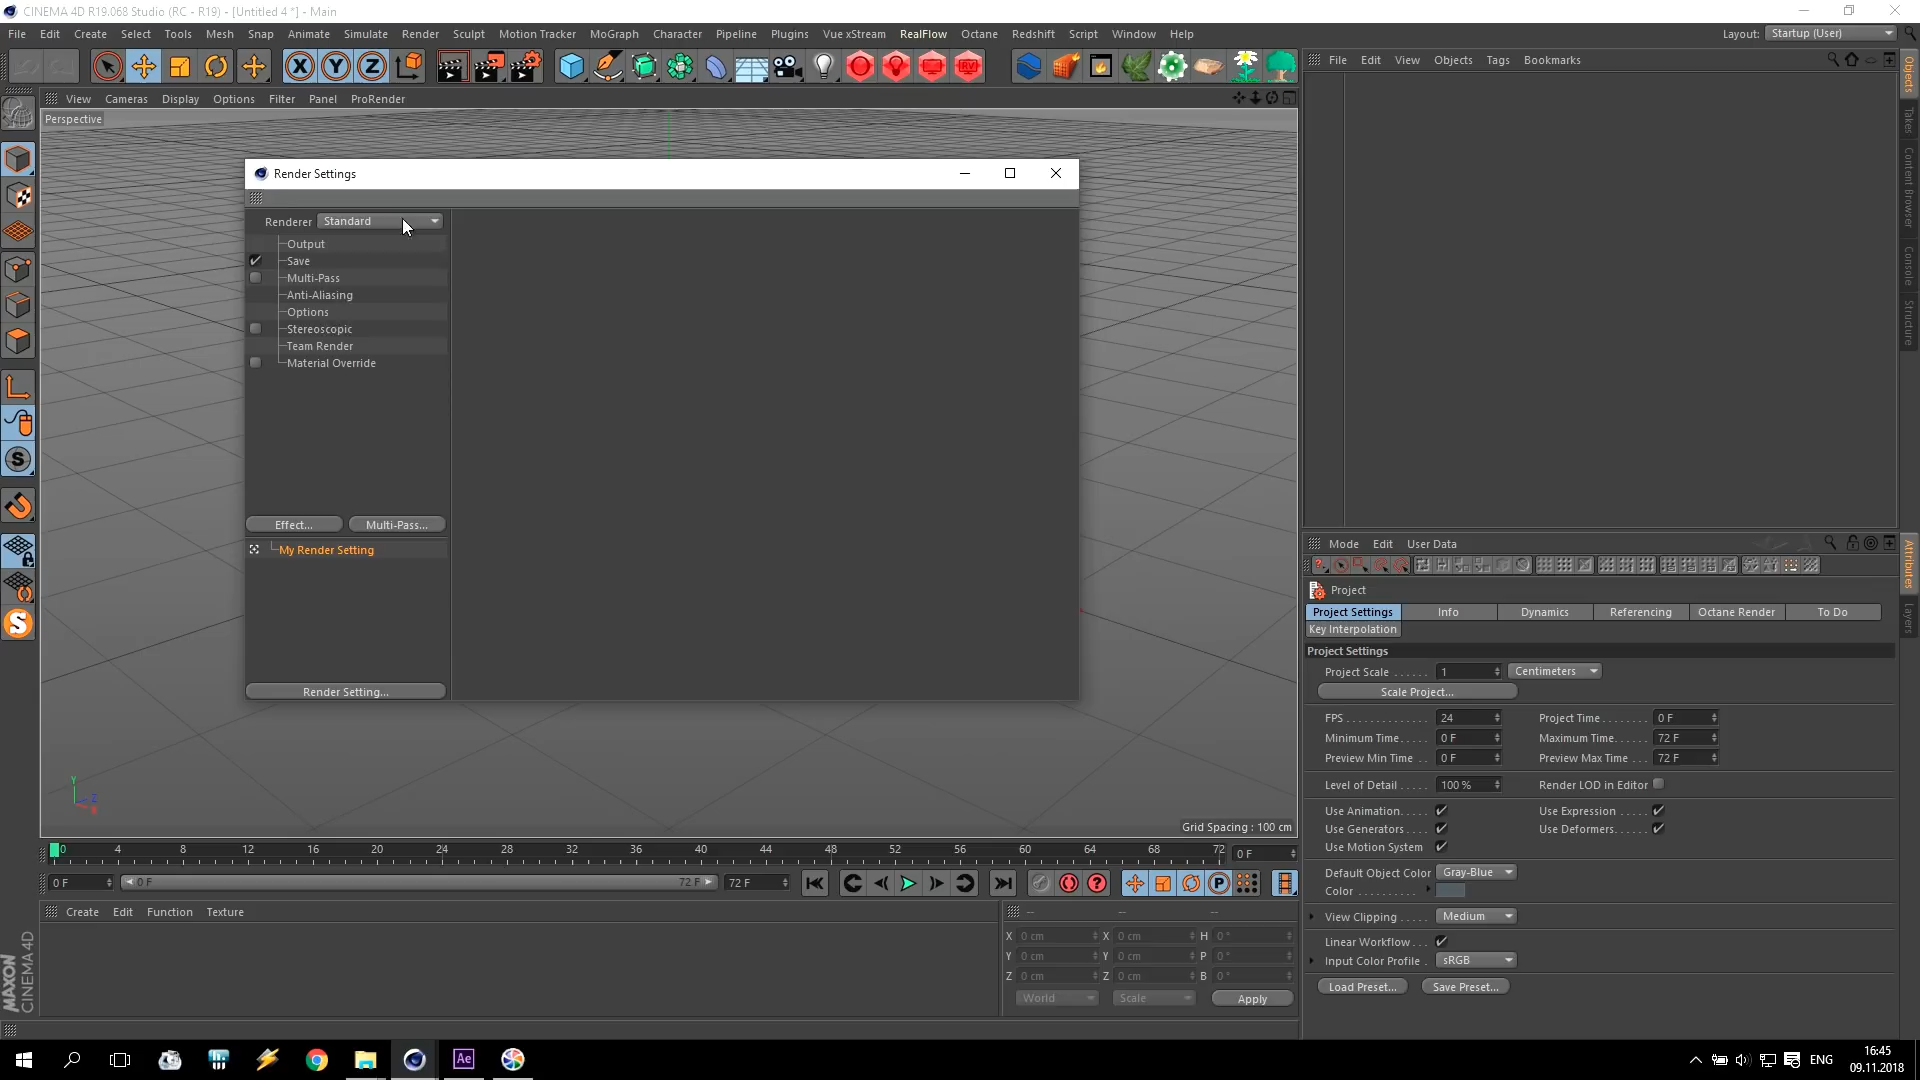 CINEMA 4D R19.068 Studio (RC - R19) - [Untitled 4 *] - Main
File Edit Create Select Tools Mesh Snap Animate Simulate Render Sculpt Motion Tracker MoGraph Character Pipeline Plugins Vue xStream RealFlow Octane Redshift Script Window Help
Layout: Startup (User)
File Edit View Objects Tags Bookmarks
View Cameras Display Options Filter Panel ProRender
Perspective
Render Settings
Renderer Standard
Output
Save
Multi-Pass
Anti-Aliasing
Options
Stereoscopic
Team Render
Material Override
Effect... Multi-Pass...
My Render Setting
Render Setting...
Grid Spacing : 100 cm
Y
Z
X
0 4 8 12 16 20 24 28 32 36 40 44 48 52 56 60 64 68 72 0 F
0 F 0 F 72 F 72 F
Create Edit Function Texture
-- -- --
X 0 cm X 0 cm H 0 °
Y 0 cm Y 0 cm P 0 °
Z 0 cm Z 0 cm B 0 °
World Scale Apply
MAXON
CINEMA 4D
Objects
Takes
Content Browser
Console
Structure
Attributes
Layers
Mode Edit User Data
Project
Project Settings Info Dynamics Referencing Octane Render To Do
Key Interpolation
Project Settings
Project Scale . . . . . . 1 Centimeters
Scale Project...
FPS . . . . . . . . . . . . . . 24 Project Time . . . . . . . . 0 F
Minimum Time. . . . . 0 F Maximum Time. . . . . 72 F
Preview Min Time . . 0 F Preview Max Time . . . 72 F
Level of Detail . . . . . 100 % Render LOD in Editor
Use Animation. . . . . Use Expression . . . .
Use Generators . . . . Use Deformers. . . . . .
Use Motion System
Default Object Color Gray-Blue
Color . . . . . . . . . .
View Clipping . . . . . Medium
Linear Workflow . . .
Input Color Profile . sRGB
Load Preset... Save Preset...
X Y Z
P
S
RV
Ae
ENG
16:45
09.11.2018